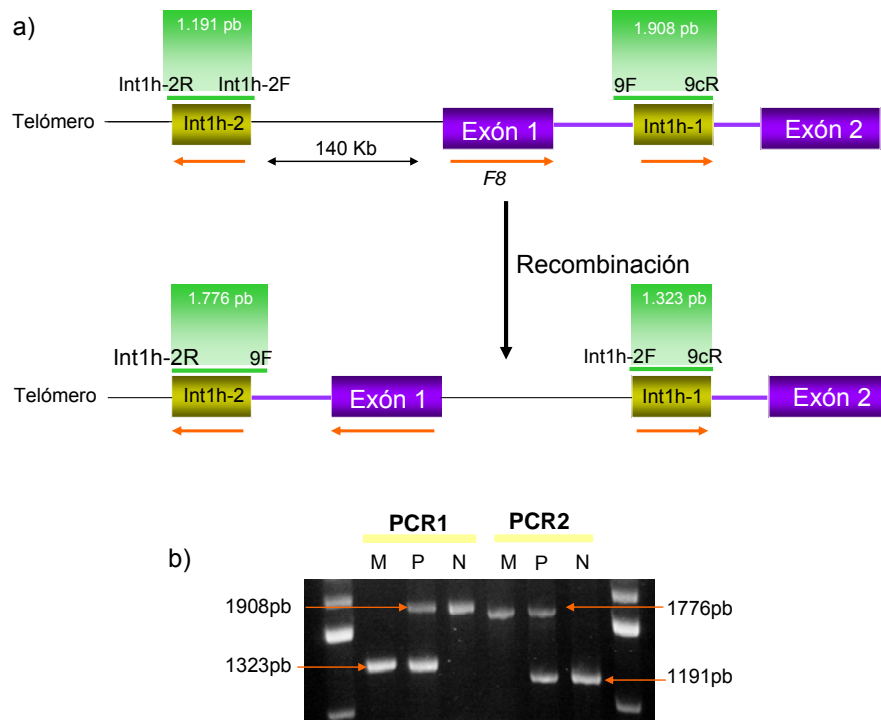 a)
1.191 pb
1.908 pb
Int1h-2R Int1h-2F
9F 9cR
Telómero
Int1h-2
Exón 1
Int1h-1
Exón 2
140 Kb
F8
Recombinación
1.776 pb
1.323 pb
Int1h-2R 9F
Int1h-2F 9cR
Telómero
Int1h-2
Exón 1
Int1h-1
Exón 2
b)
PCR1 PCR2
M P N M P N
1908pb
1776pb
1323pb
1191pb